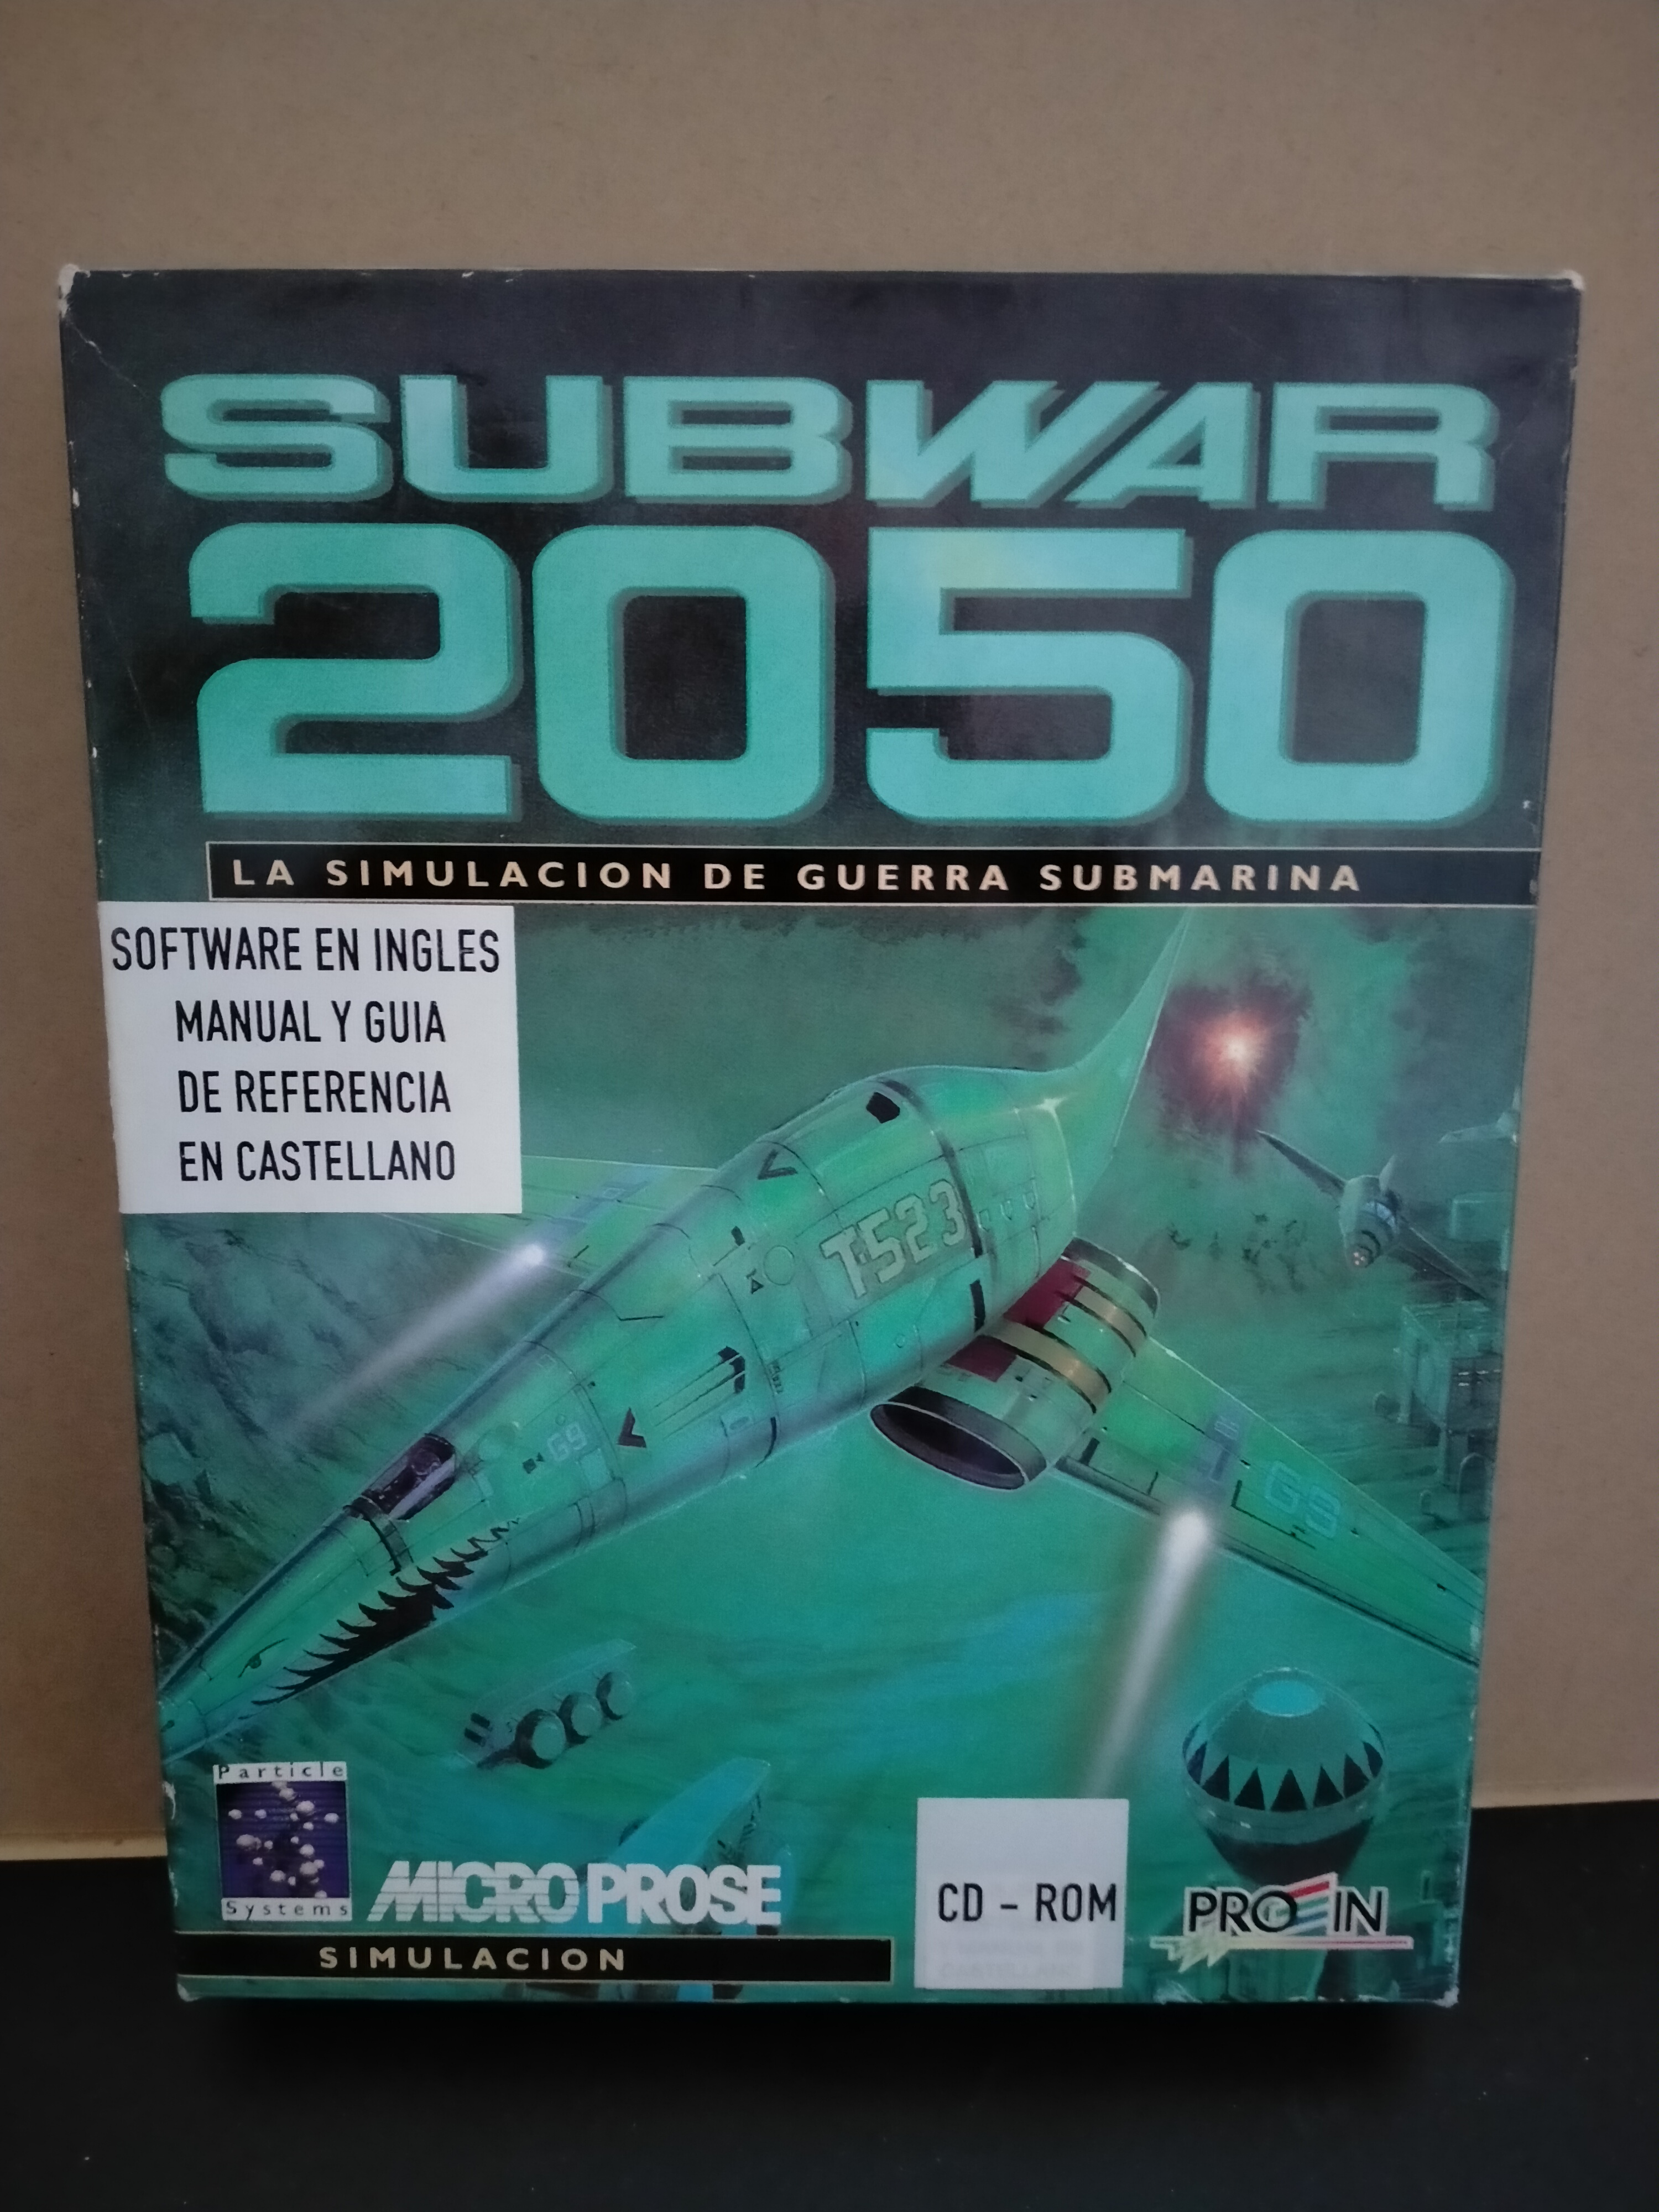 SUBWAR
2050
LA SIMULACION DE GUERRA SUBMARINA
SOFTWARE EN INGLES
MANUAL Y GUIA
DE REFERENCIA
EN CASTELLANO
T523
G9
G9
Particle
Systems
MICROPROSE
CD - ROM
CASTELLANO
PROEIN
SIMULACION